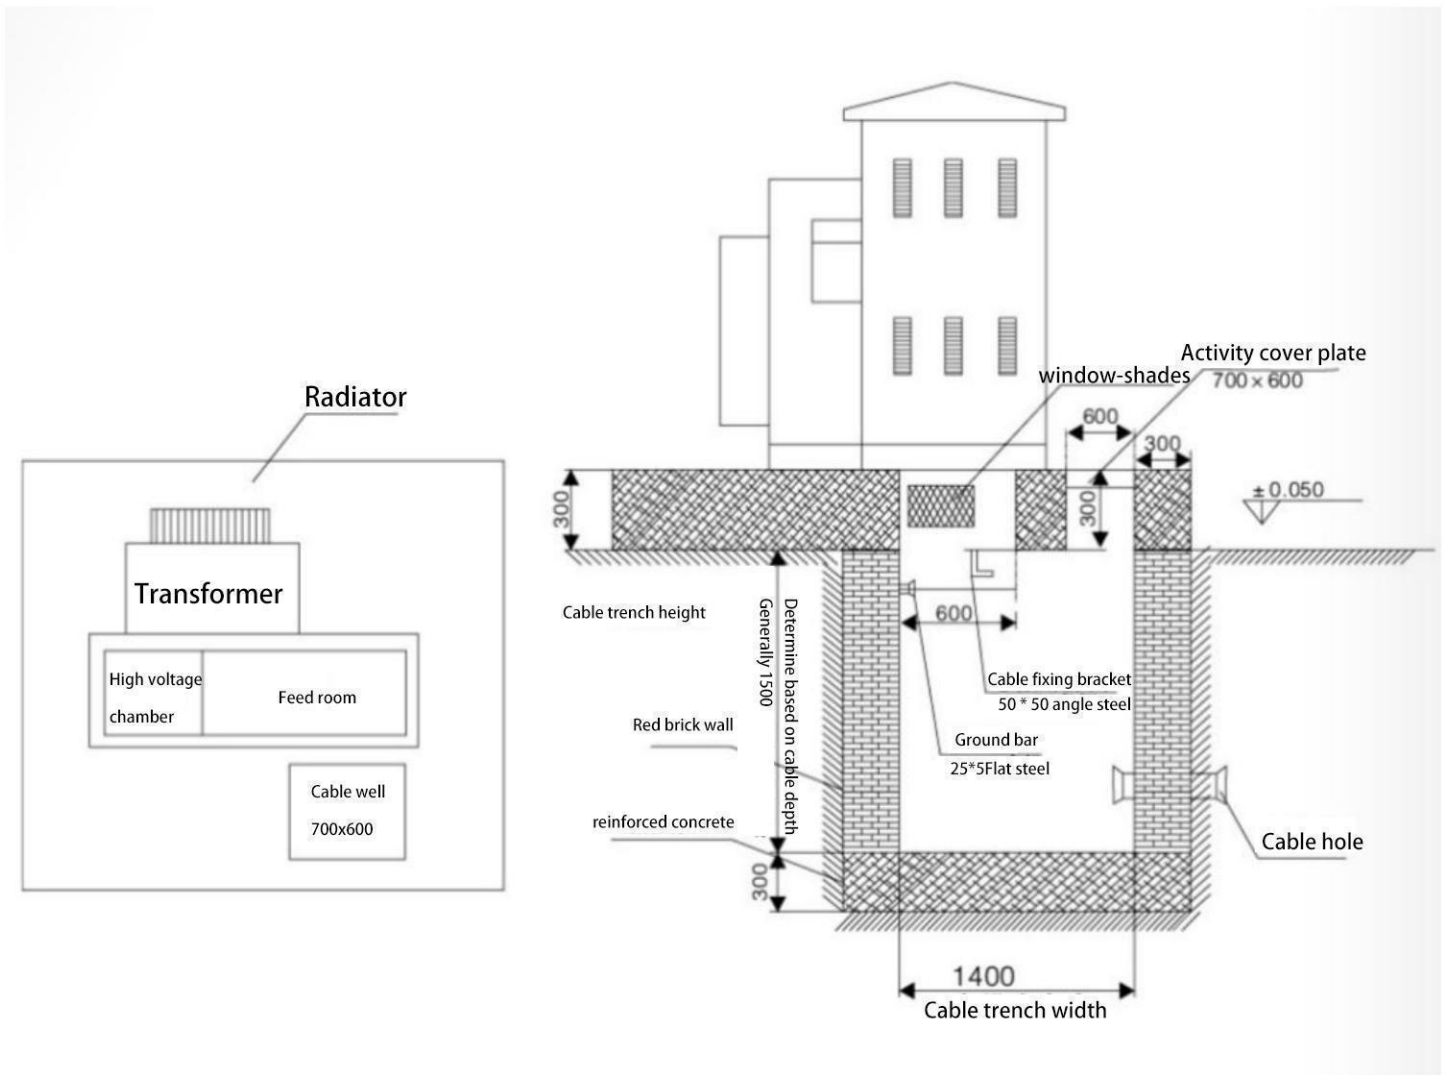 Radiator
Transformer
High voltage
chamber
Feed room
Cable well
700x600
Activity cover plate
700×600
window-shades
600
300
300
300
±0.050
Cable trench height
Determine based on cable depth
Generally 1500
600
Cable fixing bracket
50 * 50 angle steel
Red brick wall
Ground bar
25*5Flat steel
reinforced concrete
Cable hole
300
1400
Cable trench width